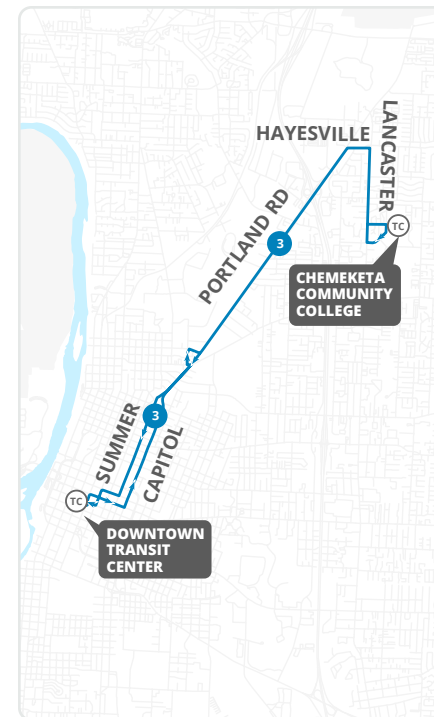 HAYESVILLE
LANCASTER
PORTLAND RD
3
TC
CHEMEKETA
COMMUNITY
COLLEGE
3
SUMMER
CAPITOL
TC
DOWNTOWN
TRANSIT
CENTER